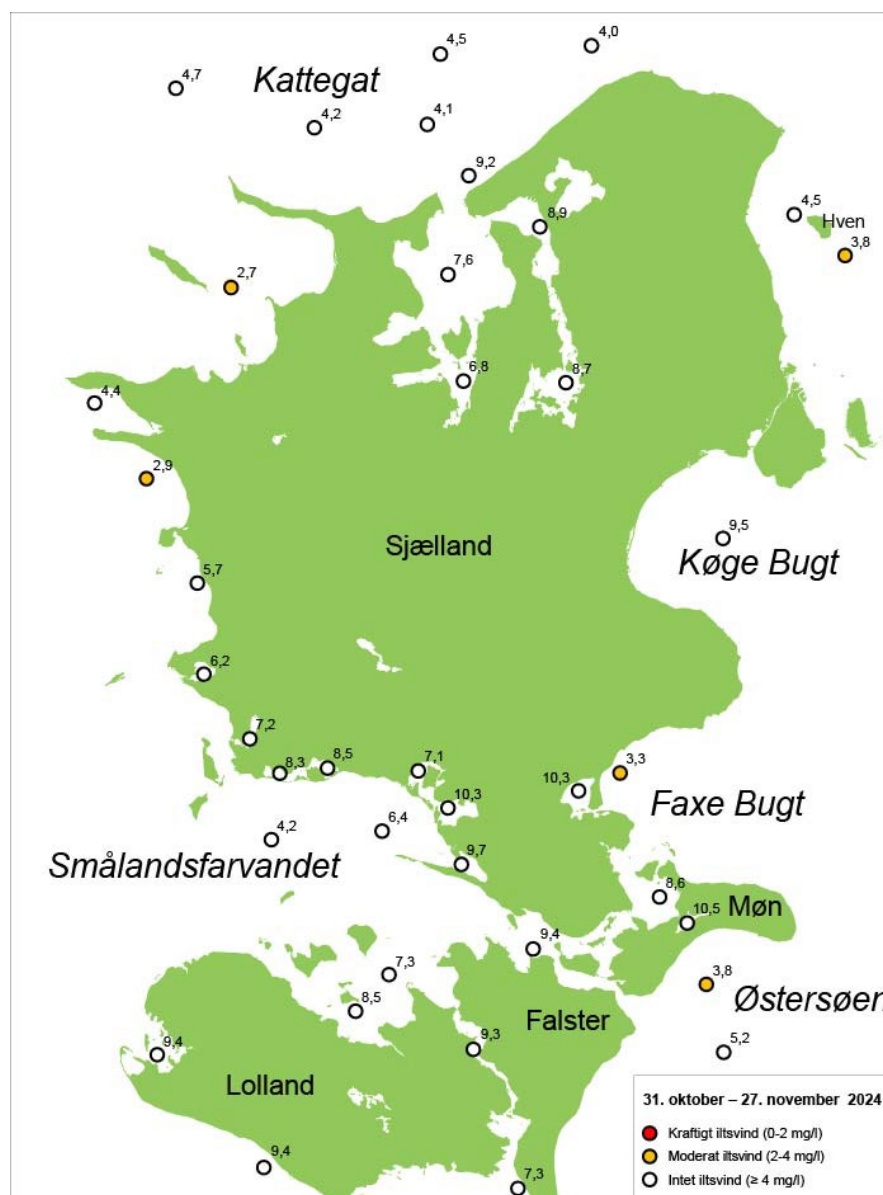 4,5
4,0
4,7
Kattegat
4,2
4,1
9,2
8,9
4,5
Hven
3,8
7,6
2,7
6,8
8,7
4,4
2,9
9,5
Sjælland
Køge Bugt
5,7
6,2
7,2
8,3
8,5
7,1
3,3
10,3
10,3
Faxe Bugt
6,4
4,2
Smålandsfarvandet
9,7
8,6
Møn
10,5
9,4
7,3
3,8
Østersøen
8,5
Falster
9,4
9,3
5,2
Lolland
31. oktober – 27. november 2024
Kraftigt iltsvind (0-2 mg/l)
Moderat iltsvind (2-4 mg/l)
9,4
7,3
Intet iltsvind (≥ 4 mg/l)